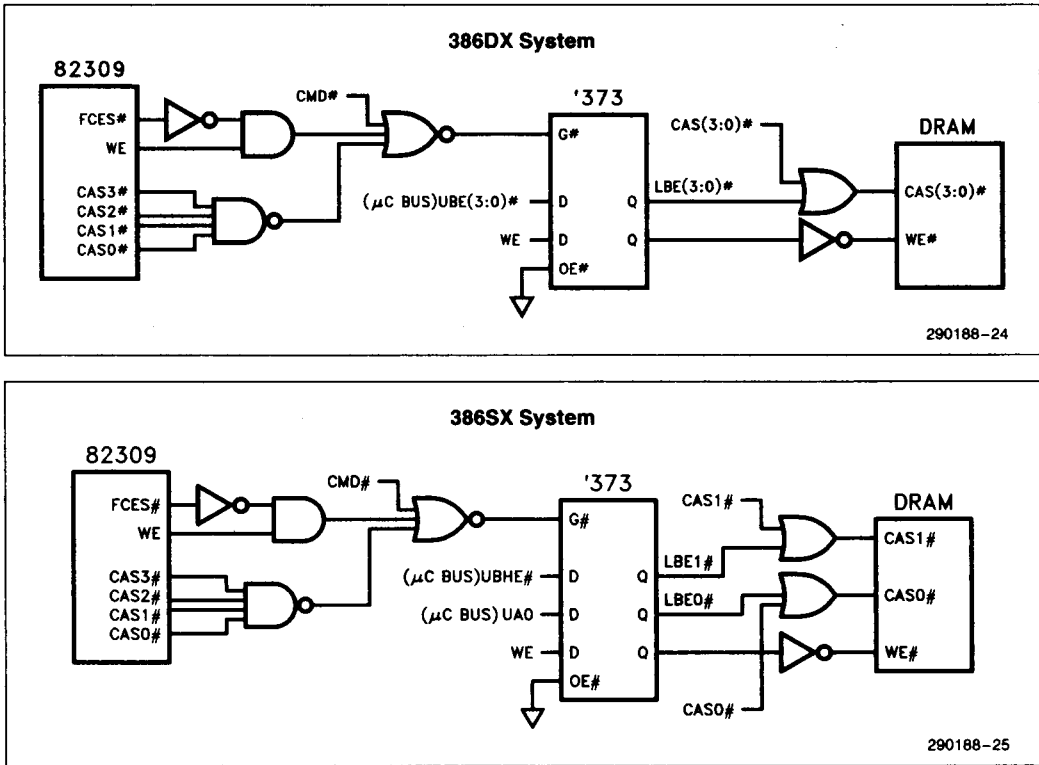 386DX System
82309
FCES#
WE
CAS3#
CAS2#
CAS1#
CAS0#
CMD#
'373
G#
(μC BUS)UBE(3:0)#
D
Q
WE
D
Q
OE#
LBE(3:0)#
CAS(3:0)#
DRAM
CAS(3:0)#
WE#
290188-24
386SX System
82309
FCES#
WE
CAS3#
CAS2#
CAS1#
CAS0#
CMD#
'373
G#
(μC BUS)UBHE#
D
Q
(μC BUS) UA0
D
Q
WE
D
Q
OE#
LBE1#
LBE0#
CAS1#
CAS0#
DRAM
CAS1#
CAS0#
WE#
290188-25